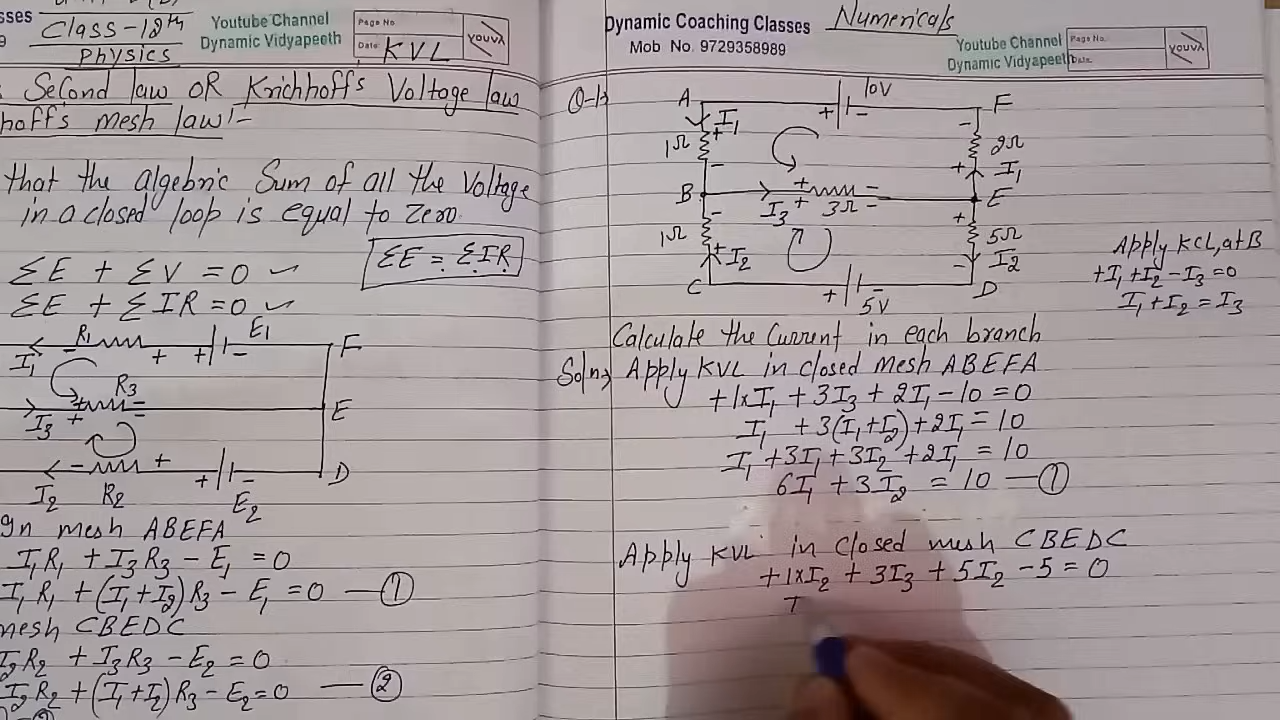 sses
9
Class-12th
Physics
Youtube Channel
Dynamic Vidyapeeth
Page No
Date:
KVL
YOUVA
Second law OR Krichhoff's Voltage law
hoff's mesh law:-
that the algebric Sum of all the Voltage
in a closed loop is equal to zero.
ΣE + ΣV = 0
ΣE = ΣIR
ΣE + ΣIR = 0
I1 R1 - + + - E1 F
R3
I3 + = E
I2 - + R2 + - E2 D
In mesh ABEFA
I1R1 + I3R3 - E1 = 0
I1R1 + (I1+I2)R3 - E1 = 0 — ①
mesh CBEDC
I2R2 + I3R3 - E2 = 0
I2R2 + (I1+I2)R3 - E2 = 0 — ②
Dynamic Coaching Classes
Mob No. 9729358989
Numericals
Youtube Channel
Dynamic Vidyapeeth
Page No.
Date.
YOUVA
Q-1)
A + 10V - F
I1 + 1Ω - - 2Ω + I1
B I3 + 3Ω - E
- 1Ω + I2 + 5Ω - I2
C + 5V - D
Apply KCL, at B
+I1 + I2 - I3 = 0
I1 + I2 = I3
Calculate the Current in each branch
Soln) Apply KVL in closed mesh ABEFA
+1×I1 + 3I3 + 2I1 - 10 = 0
I1 + 3(I1+I2) + 2I1 = 10
I1 + 3I1 + 3I2 + 2I1 = 10
6I1 + 3I2 = 10 — ①
Apply KVL in closed mesh CBEDC
+1×I2 + 3I3 + 5I2 - 5 = 0
I